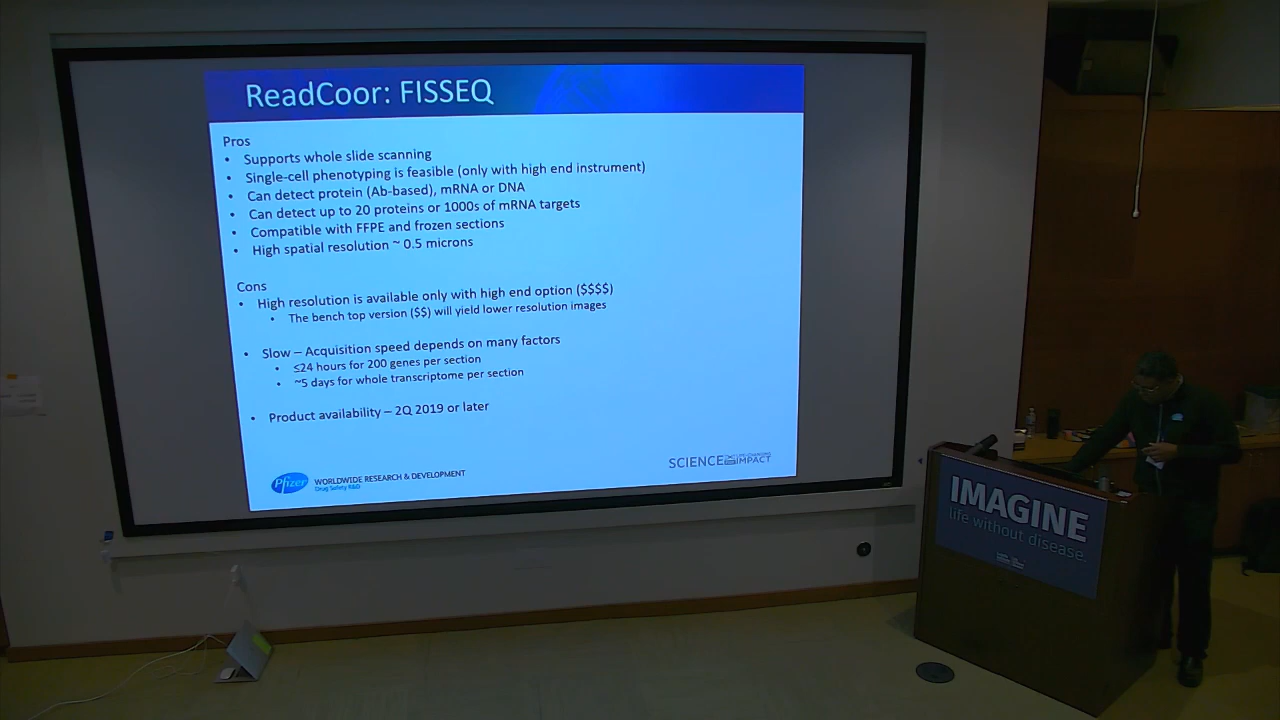 ReadCoor: FISSEQ
Pros
• Supports whole slide scanning
• Single-cell phenotyping is feasible (only with high end instrument)
• Can detect protein (Ab-based), mRNA or DNA
• Can detect up to 20 proteins or 1000s of mRNA targets
• Compatible with FFPE and frozen sections
• High spatial resolution ~ 0.5 microns
Cons
• High resolution is available only with high end option ($$$$)
• The bench top version ($$) will yield lower resolution images
• Slow – Acquisition speed depends on many factors
• ≤24 hours for 200 genes per section
• ~5 days for whole transcriptome per section
• Product availability – 2Q 2019 or later
Pfizer
WORLDWIDE RESEARCH & DEVELOPMENT
Drug Safety R&D
SCIENCE
IMPACT
IMAGINE
life without disease.